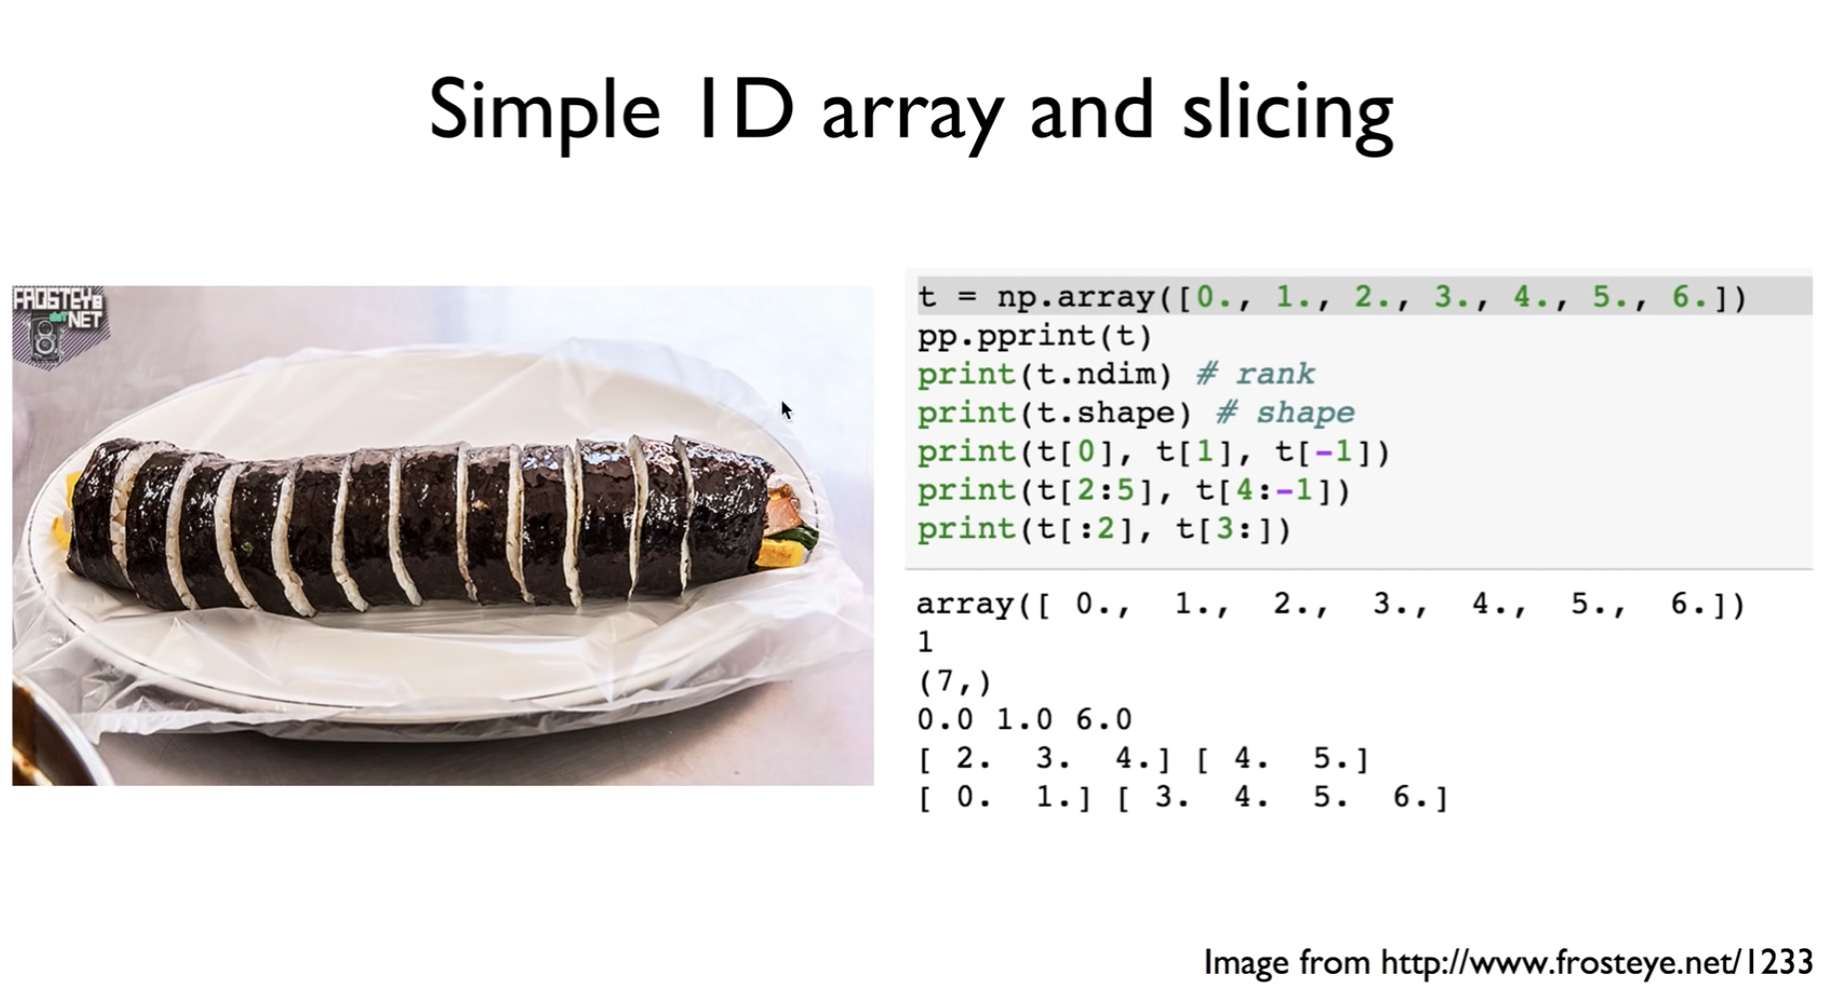 Simple 1D array and slicing
FROSTEYE
NET
t = np.array([0., 1., 2., 3., 4., 5., 6.])
pp.pprint(t)
print(t.ndim) # rank
print(t.shape) # shape
print(t[0], t[1], t[-1])
print(t[2:5], t[4:-1])
print(t[:2], t[3:])
array([ 0., 1., 2., 3., 4., 5., 6.])
1
(7,)
0.0 1.0 6.0
[ 2. 3. 4.] [ 4. 5.]
[ 0. 1.] [ 3. 4. 5. 6.]
Image from http://www.frosteye.net/1233